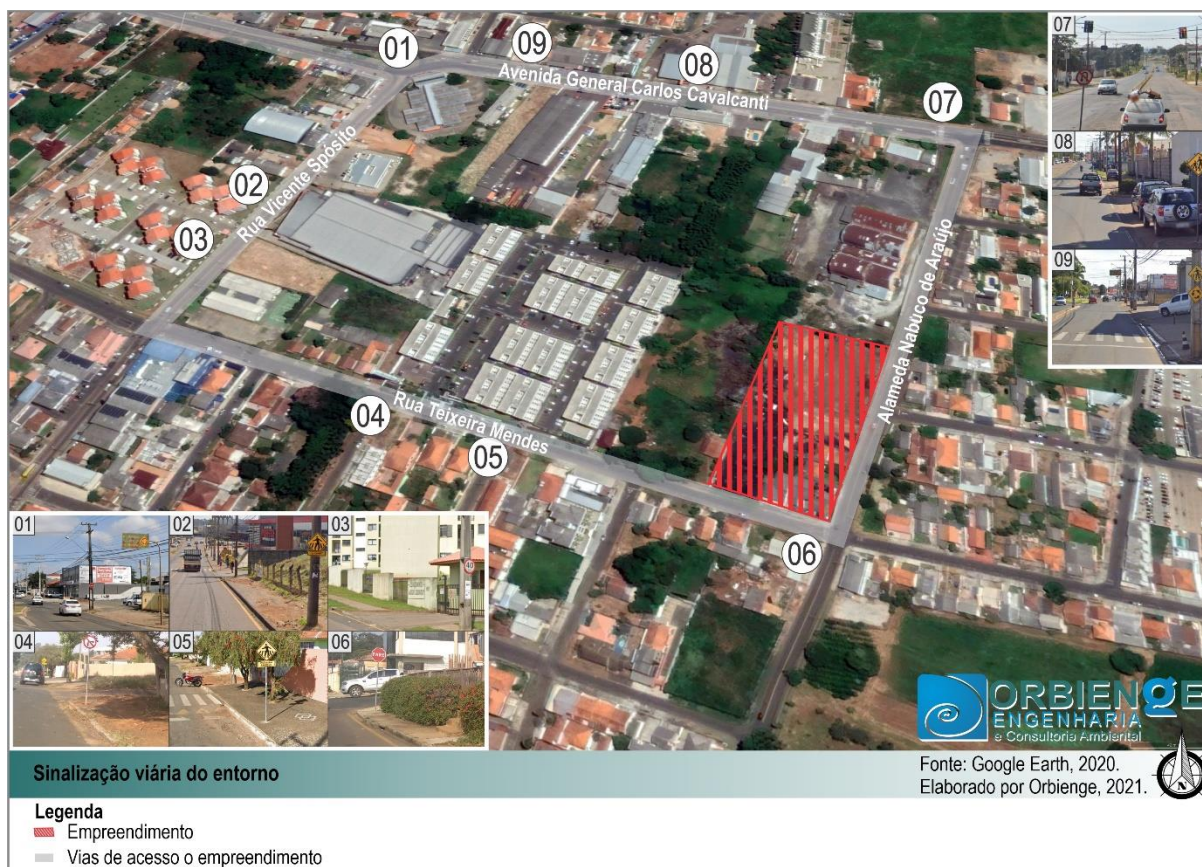 01
09
Avenida General Carlos Cavalcanti
08
07
07
08
09
02
Rua Vicente Spósito
03
Alameda Nabuco de Araújo
Rua Teixeira Mendes
04
05
06
01
02
03
40
04
05
06
PARE
ORBIENGE
ENGENHARIA
e Consultoria Ambiental
Sinalização viária do entorno
Fonte: Google Earth, 2020.
Elaborado por Orbienge, 2021.
N
Legenda
Empreendimento
Vias de acesso o empreendimento